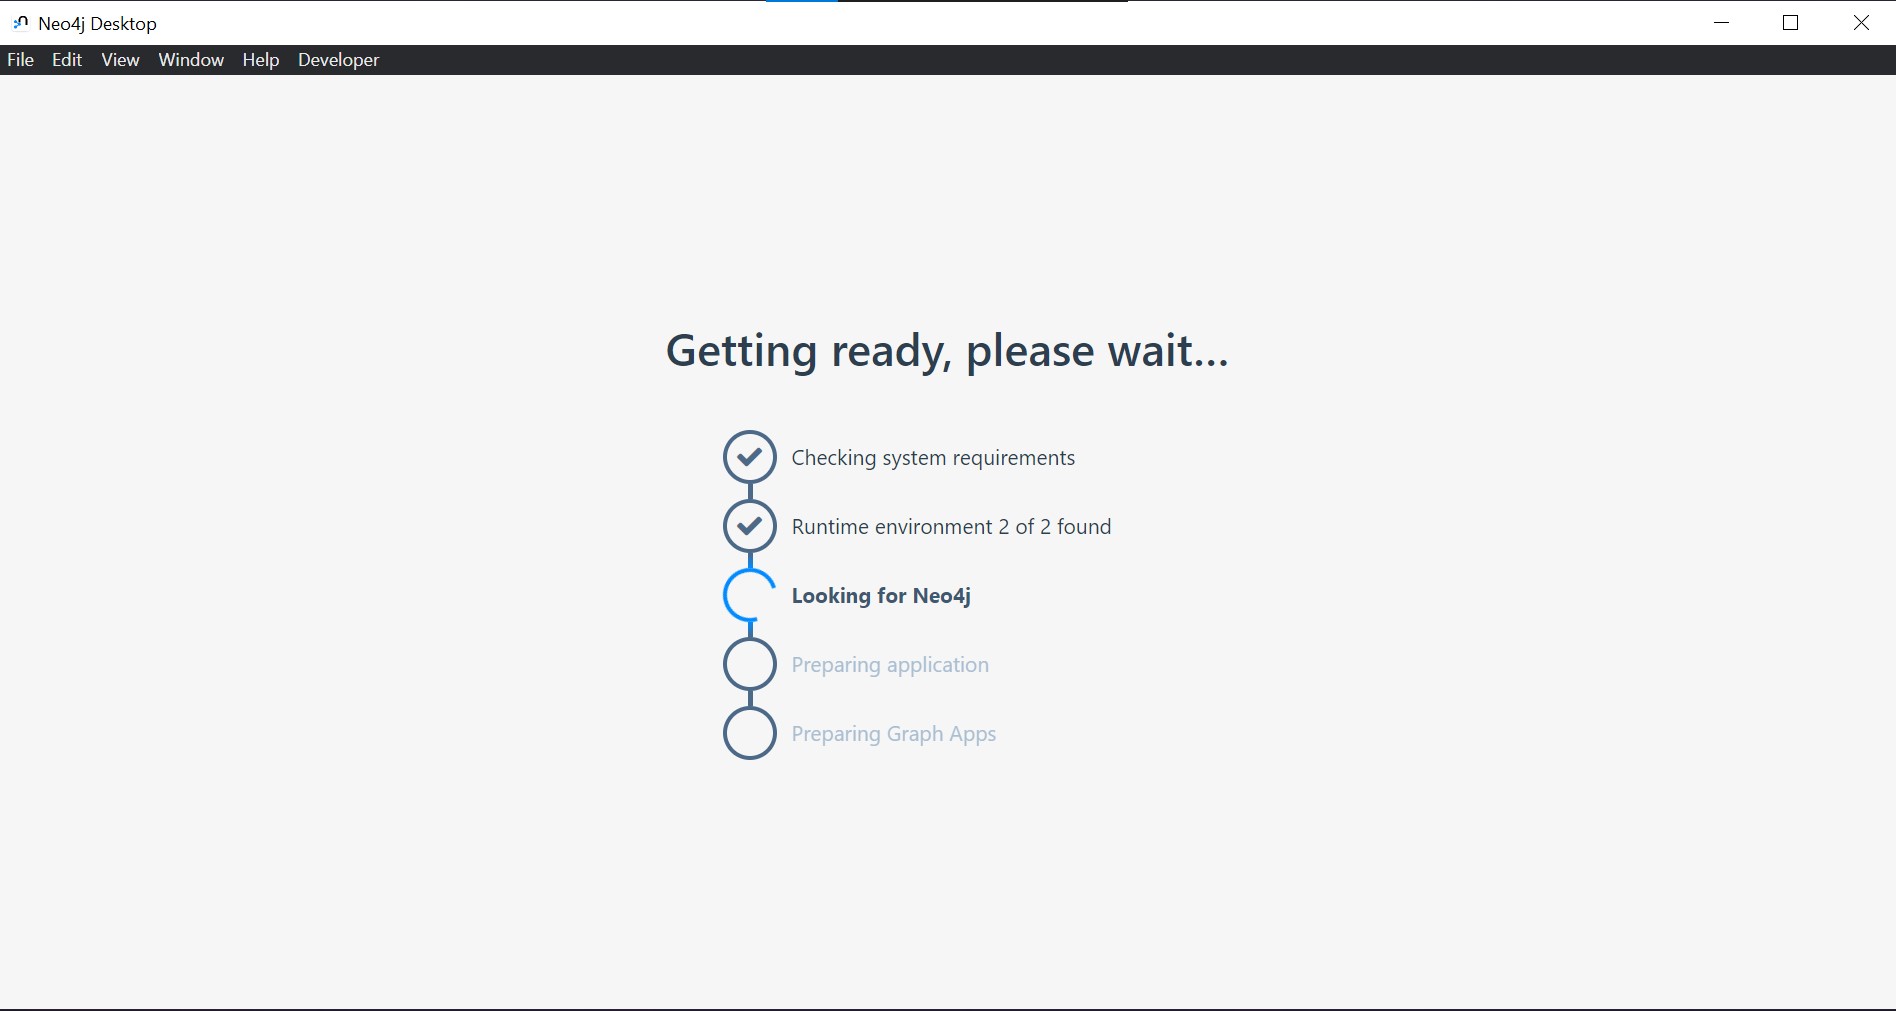 Neo4j Desktop
File Edit View Window Help Developer
Getting ready, please wait...
Checking system requirements
Runtime environment 2 of 2 found
Looking for Neo4j
Preparing application
Preparing Graph Apps